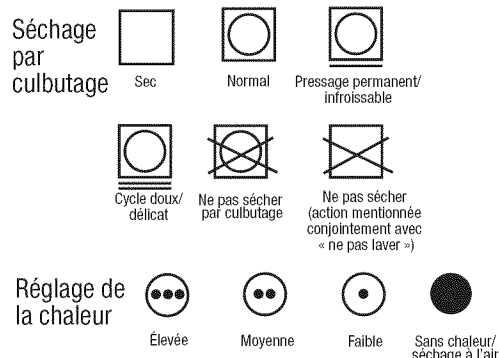 Séchage
par
culbutage
Sec
Normal
Pressage permanent/
infroissable
Cycle doux/
délicat
Ne pas sécher
par culbutage
Ne pas sécher
(action mentionnée
conjointement avec
« ne pas laver »)
Réglage de
la chaleur
Élevée
Moyenne
Faible
Sans chaleur/
séchage à l'air